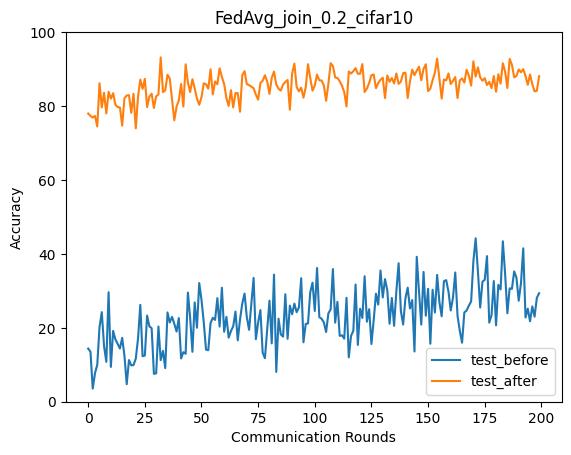 FedAvg_join_0.2_cifar10
100
80
60
40
20
0
Accuracy
0 25 50 75 100 125 150 175 200
Communication Rounds
test_before
test_after